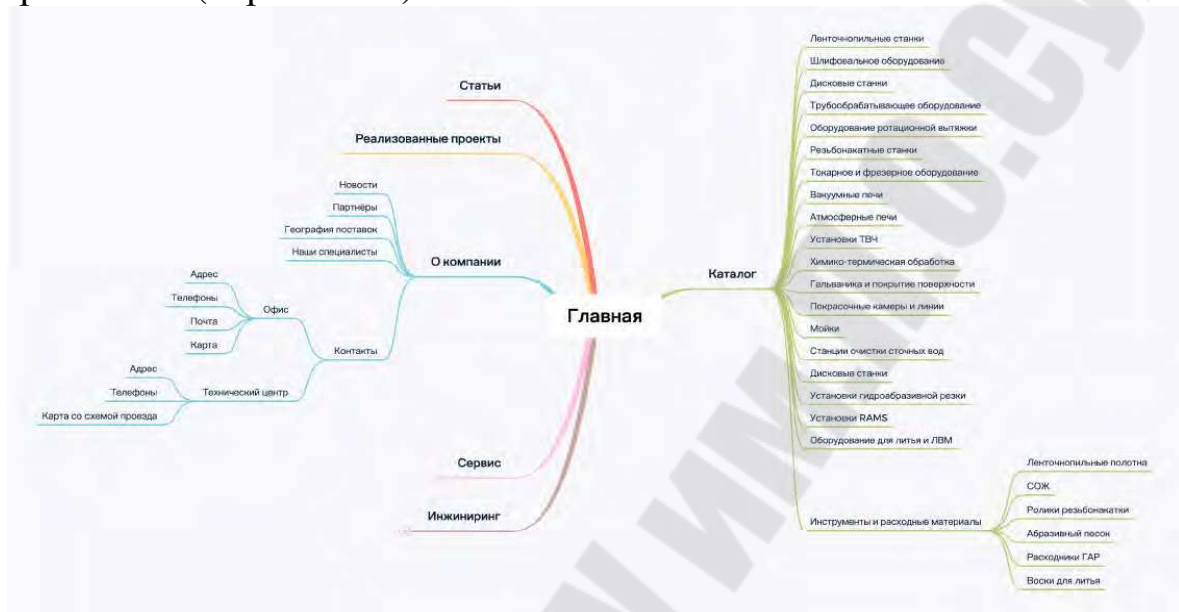 Статьи
Реализованные проекты
Новости
Партнёры
География поставок
Наши специалисты
О компании
Адрес
Телефоны
Почта
Карта
Офис
Контакты
Адрес
Телефоны
Карта со схемой проезда
Технический центр
Сервис
Инжиниринг
Главная
Каталог
Ленточнопильные станки
Шлифовальное оборудование
Дисковые станки
Трубообрабатывающее оборудование
Оборудование ротационной вытяжки
Резьбонакатные станки
Токарное и фрезерное оборудование
Вакуумные печи
Атмосферные печи
Установки ТВЧ
Химико-термическая обработка
Гальваника и покрытие поверхности
Покрасочные камеры и линии
Мойки
Станции очистки сточных вод
Дисковые станки
Установки гидроабразивной резки
Установки RAMS
Оборудование для литья и ЛВМ
Инструменты и расходные материалы
Ленточнопильные полотна
СОЖ
Ролики резьбонакатки
Абразивный песок
Расходники ГАР
Воски для литья